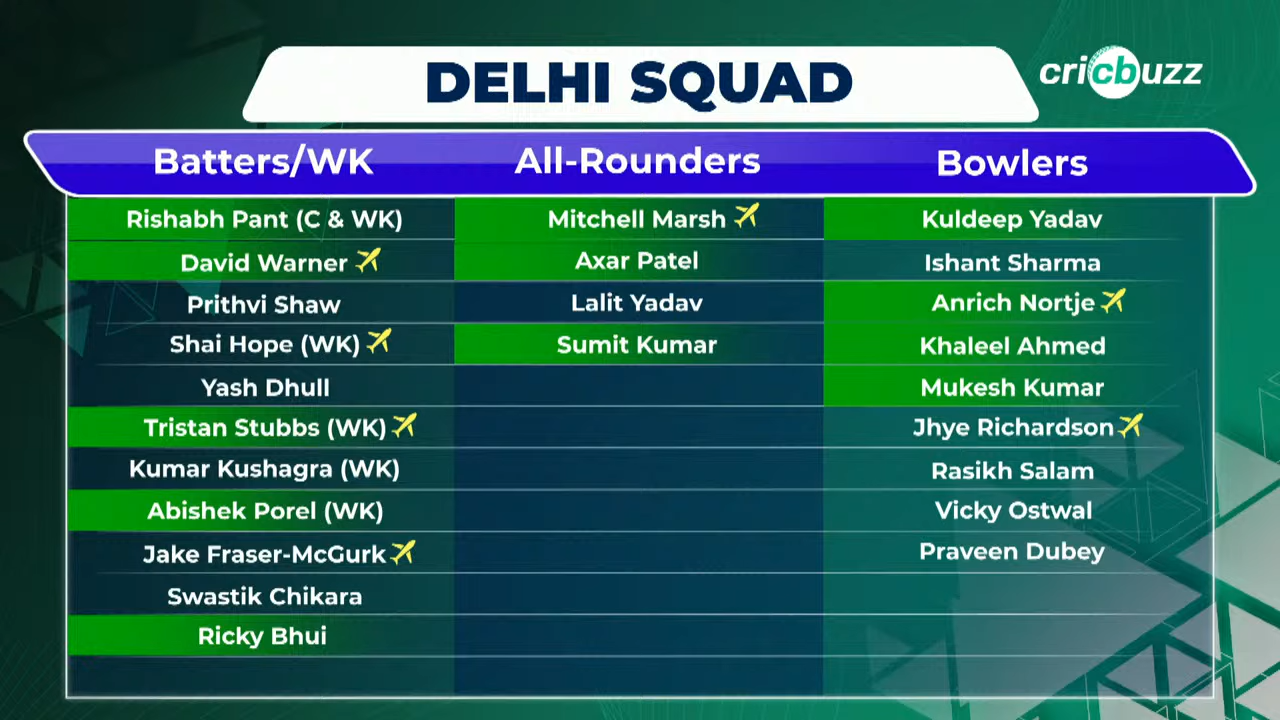 DELHI SQUAD
cricbuzz
Batters/WK All-Rounders Bowlers
Rishabh Pant (C & WK) Mitchell Marsh Kuldeep Yadav
David Warner Axar Patel Ishant Sharma
Prithvi Shaw Lalit Yadav Anrich Nortje
Shai Hope (WK) Sumit Kumar Khaleel Ahmed
Yash Dhull Mukesh Kumar
Tristan Stubbs (WK) Jhye Richardson
Kumar Kushagra (WK) Rasikh Salam
Abishek Porel (WK) Vicky Ostwal
Jake Fraser-McGurk Praveen Dubey
Swastik Chikara
Ricky Bhui